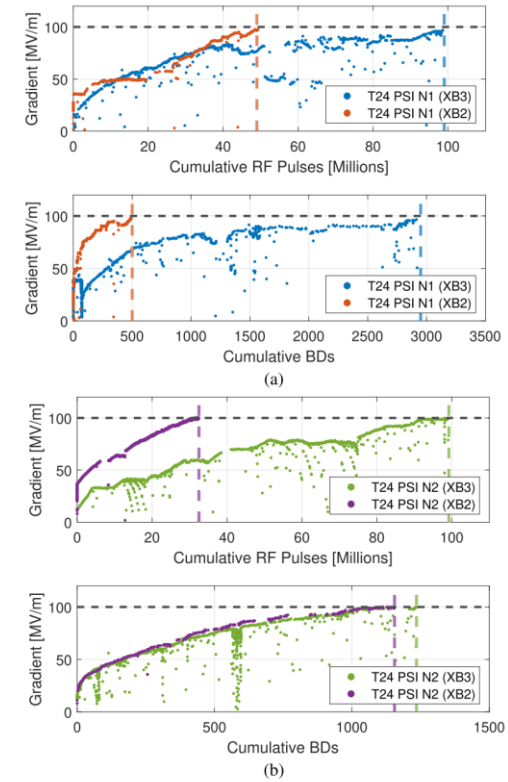 100
50
0
Gradient [MV/m]
T24 PSI N1 (XB3)
T24 PSI N1 (XB2)
0 20 40 60 80 100
Cumulative RF Pulses [Millions]
100
50
0
Gradient [MV/m]
T24 PSI N1 (XB3)
T24 PSI N1 (XB2)
0 500 1000 1500 2000 2500 3000 3500
Cumulative BDs
(a)
100
50
0
Gradient [MV/m]
T24 PSI N2 (XB3)
T24 PSI N2 (XB2)
0 20 40 60 80 100
Cumulative RF Pulses [Millions]
100
50
0
Gradient [MV/m]
T24 PSI N2 (XB3)
T24 PSI N2 (XB2)
0 500 1000 1500
Cumulative BDs
(b)